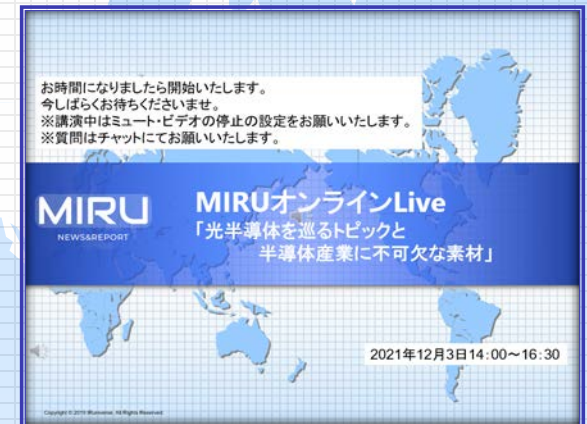 お時間になりましたら開始いたします。
今しばらくお待ちくださいませ。
※講演中はミュート・ビデオの停止の設定をお願いいたします。
※質問はチャットにてお願いいたします。
MIRU
NEWS&REPORT
MIRUオンラインLive
「光半導体を巡るトピックと
半導体産業に不可欠な素材」
2021年12月3日14:00～16:30
Copyright © 2015 IRuniverse. All Rights Reserved